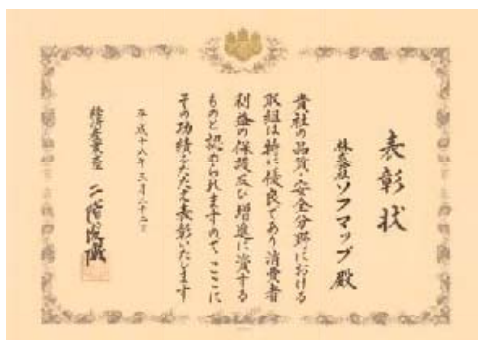 表彰状
株式会社ソフマップ殿
貴社の品質・安全分野における
取組は特に優良であり消費者
利益の保護及び増進に資する
ものと認められますので、ここに
その功績をたたえ表彰いたします
平成十八年三月二十二日
経済産業大臣 二階俊博